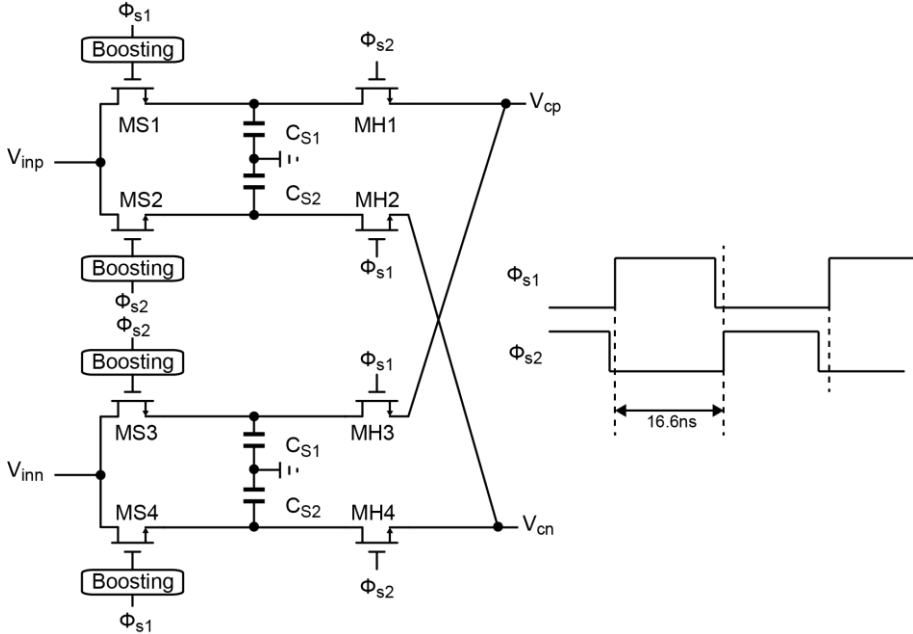 Φs1
Boosting
Φs2
MS1
MH1
Vcp
CS1
Vinp
MS2
CS2
MH2
Boosting
Φs1
Φs2
Φs2
Boosting
Φs1
MS3
MH3
CS1
Vinn
MS4
CS2
MH4
Vcn
Boosting
Φs2
Φs1
Φs1
Φs2
16.6ns